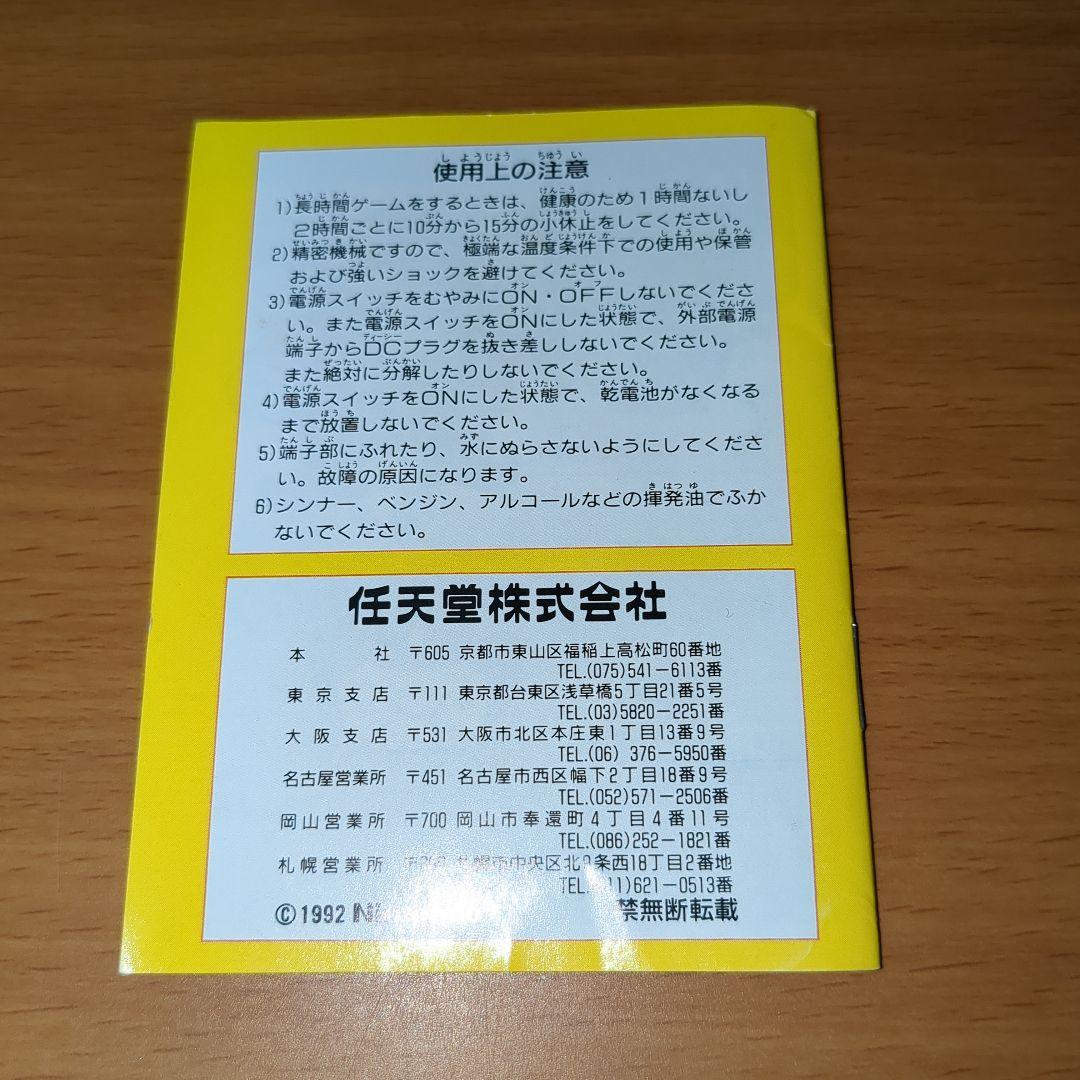 使用上の注意
1)長時間ゲームをするときは、健康のため1時間ないし
2時間ごとに10分から15分の小休止をしてください。
2)精密機械ですので、極端な温度条件下での使用や保管
および強いショックを避けてください。
3)電源スイッチをむやみにON・OFFしないでくださ
い。また電源スイッチをONにした状態で、外部電源
端子からDCプラグを抜き差ししないでください。
また絶対に分解したりしないでください。
4)電源スイッチをONにした状態で、乾電池がなくなる
まで放置しないでください。
5)端子部にふれたり、水にぬらさないようにしてくださ
い。故障の原因になります。
6)シンナー、ベンジン、アルコールなどの揮発油でふか
ないでください。
任天堂株式会社
本社 〒605 京都市東山区福稲上高松町60番地
TEL.(075)541-6113番
東京支店 〒111 東京都台東区浅草橋5丁目21番5号
TEL.(03)5820-2251番
大阪支店 〒531 大阪市北区本庄東1丁目13番9号
TEL.(06) 376-5950番
名古屋営業所 〒451 名古屋市西区幅下2丁目18番9号
TEL.(052)571-2506番
岡山営業所 〒700 岡山市奉還町4丁目4番11号
TEL.(086)252-1821番
札幌営業所 札幌市中央区北9条西18丁目2番地
621-0513番
©1992 禁無断転載